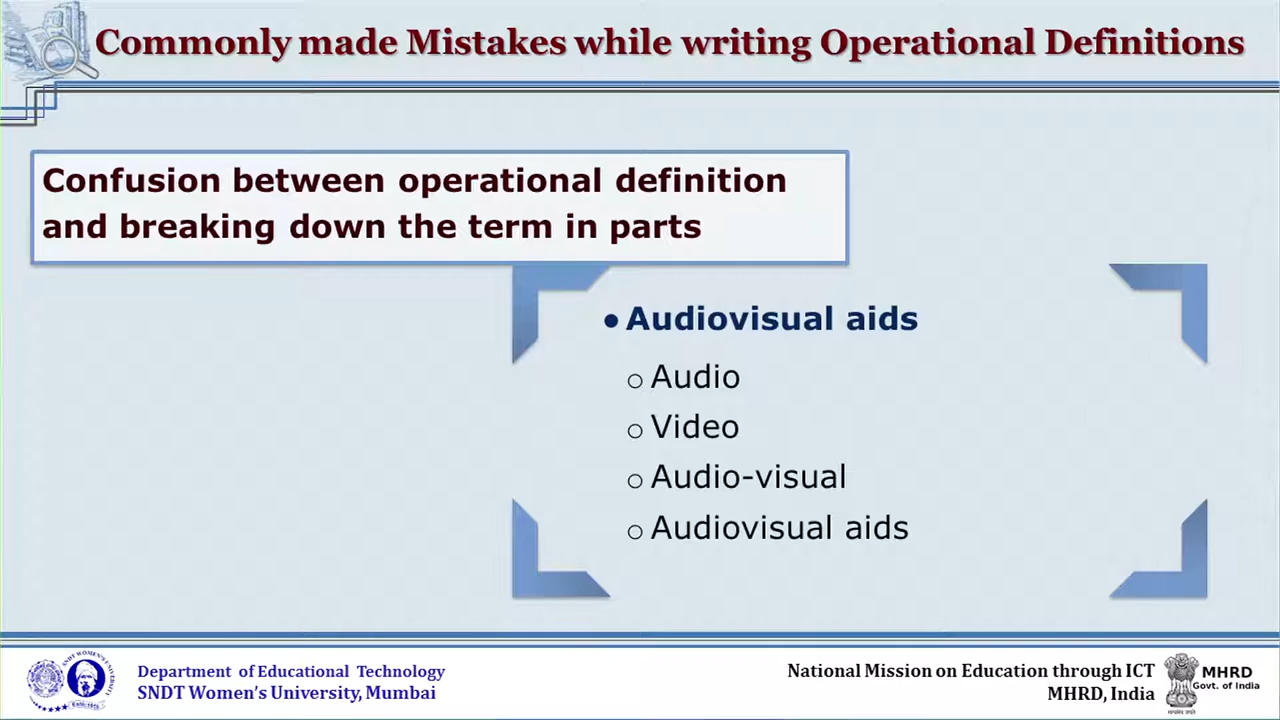 Commonly made Mistakes while writing Operational Definitions
Confusion between operational definition
and breaking down the term in parts
● Audiovisual aids
○ Audio
○ Video
○ Audio-visual
○ Audiovisual aids
Department of Educational Technology
SNDT Women's University, Mumbai
National Mission on Education through ICT
MHRD, India
MHRD
Govt. of India